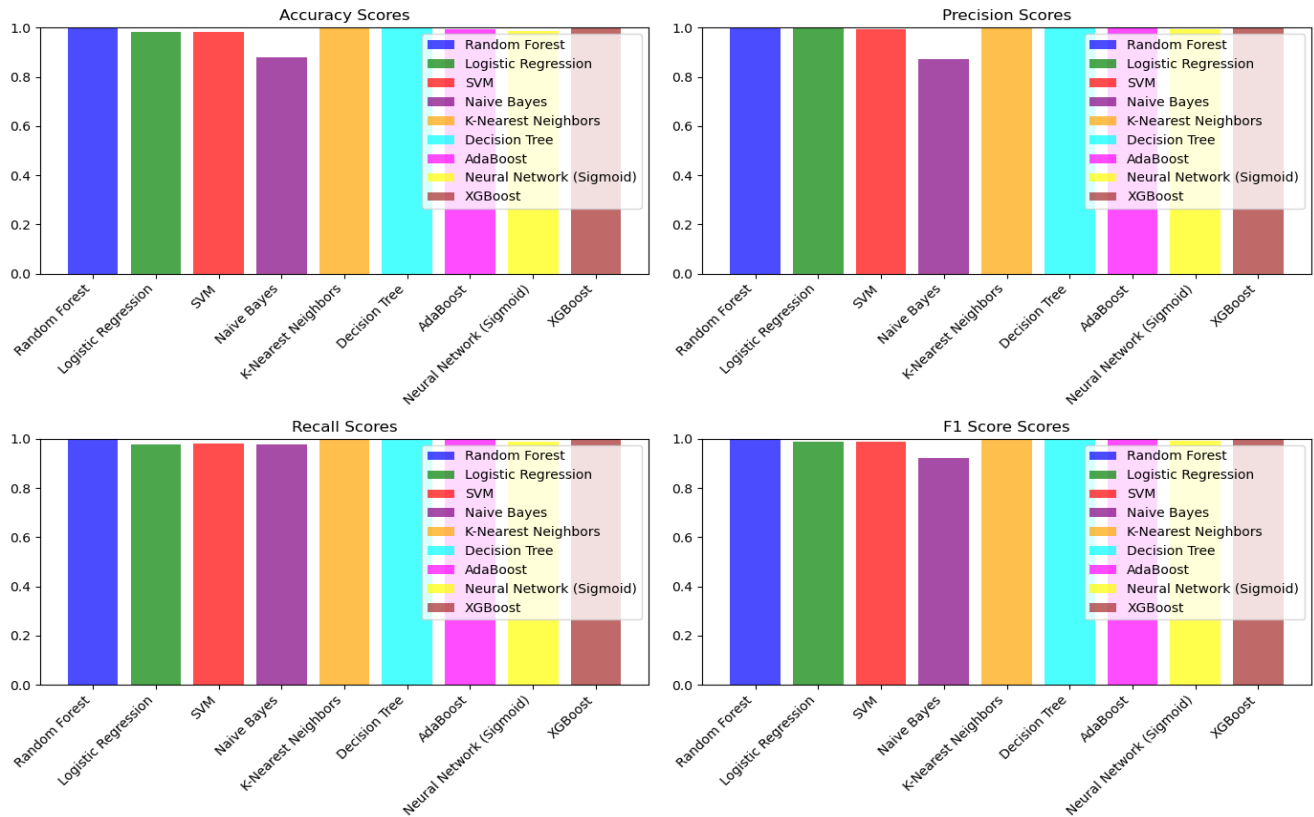 Accuracy Scores
1.0
0.8
0.6
0.4
0.2
0.0
Random Forest
Logistic Regression
SVM
Naive Bayes
K-Nearest Neighbors
Decision Tree
AdaBoost
Neural Network (Sigmoid)
XGBoost
Random Forest
Logistic Regression
SVM
Naive Bayes
K-Nearest Neighbors
Decision Tree
AdaBoost
Neural Network (Sigmoid)
XGBoost
Precision Scores
1.0
0.8
0.6
0.4
0.2
0.0
Random Forest
Logistic Regression
SVM
Naive Bayes
K-Nearest Neighbors
Decision Tree
AdaBoost
Neural Network (Sigmoid)
XGBoost
Random Forest
Logistic Regression
SVM
Naive Bayes
K-Nearest Neighbors
Decision Tree
AdaBoost
Neural Network (Sigmoid)
XGBoost
Recall Scores
1.0
0.8
0.6
0.4
0.2
0.0
Random Forest
Logistic Regression
SVM
Naive Bayes
K-Nearest Neighbors
Decision Tree
AdaBoost
Neural Network (Sigmoid)
XGBoost
Random Forest
Logistic Regression
SVM
Naive Bayes
K-Nearest Neighbors
Decision Tree
AdaBoost
Neural Network (Sigmoid)
XGBoost
F1 Score Scores
1.0
0.8
0.6
0.4
0.2
0.0
Random Forest
Logistic Regression
SVM
Naive Bayes
K-Nearest Neighbors
Decision Tree
AdaBoost
Neural Network (Sigmoid)
XGBoost
Random Forest
Logistic Regression
SVM
Naive Bayes
K-Nearest Neighbors
Decision Tree
AdaBoost
Neural Network (Sigmoid)
XGBoost